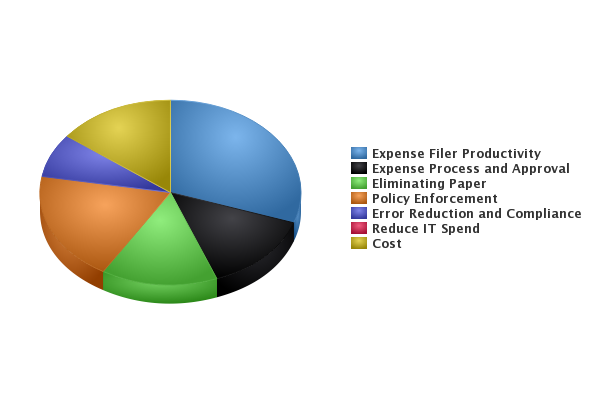 Expense Filer Productivity
Expense Process and Approval
Eliminating Paper
Policy Enforcement
Error Reduction and Compliance
Reduce IT Spend
Cost